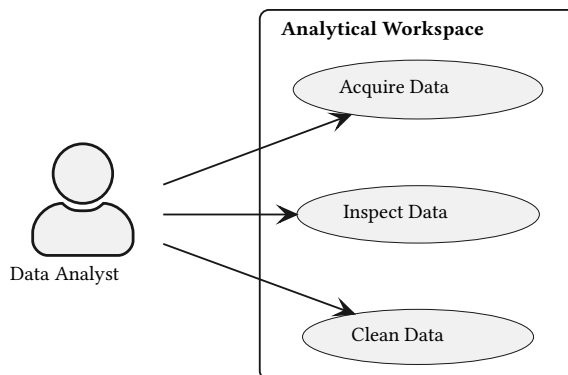 Analytical Workspace
Acquire Data
Inspect Data
Data Analyst
Clean Data